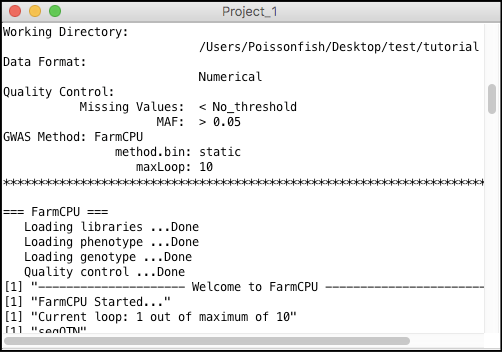 Project_1
Working Directory:
/Users/Poissonfish/Desktop/test/tutorial
Data Format:
Numerical
Quality Control:
Missing Values: < No_threshold
MAF: > 0.05
GWAS Method: FarmCPU
method.bin: static
maxLoop: 10
************************************************************************
=== FarmCPU ===
Loading libraries ...Done
Loading phenotype ...Done
Loading genotype ...Done
Quality control ...Done
[1] "--------------------- Welcome to FarmCPU -----------------------
[1] "FarmCPU Started..."
[1] "Current loop: 1 out of maximum of 10"
[1] "seqQTN"